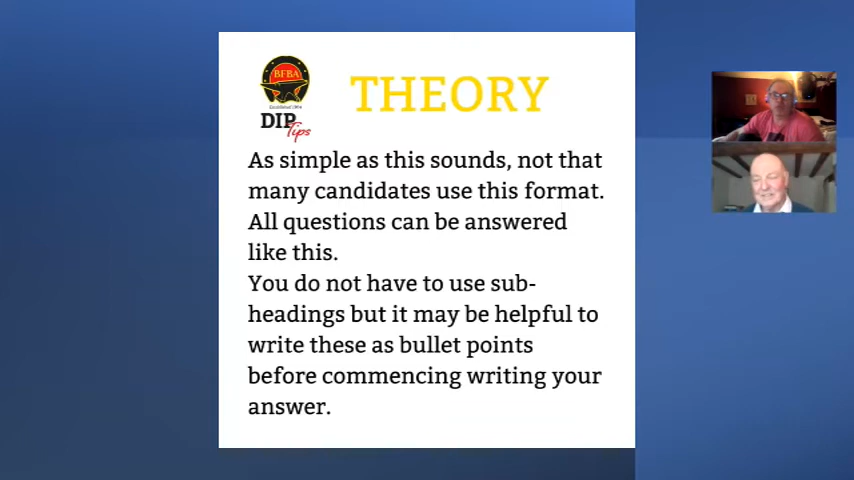 BFBA
THEORY
DIP
Tips
As simple as this sounds, not that
many candidates use this format.
All questions can be answered
like this.
You do not have to use sub-
headings but it may be helpful to
write these as bullet points
before commencing writing your
answer.